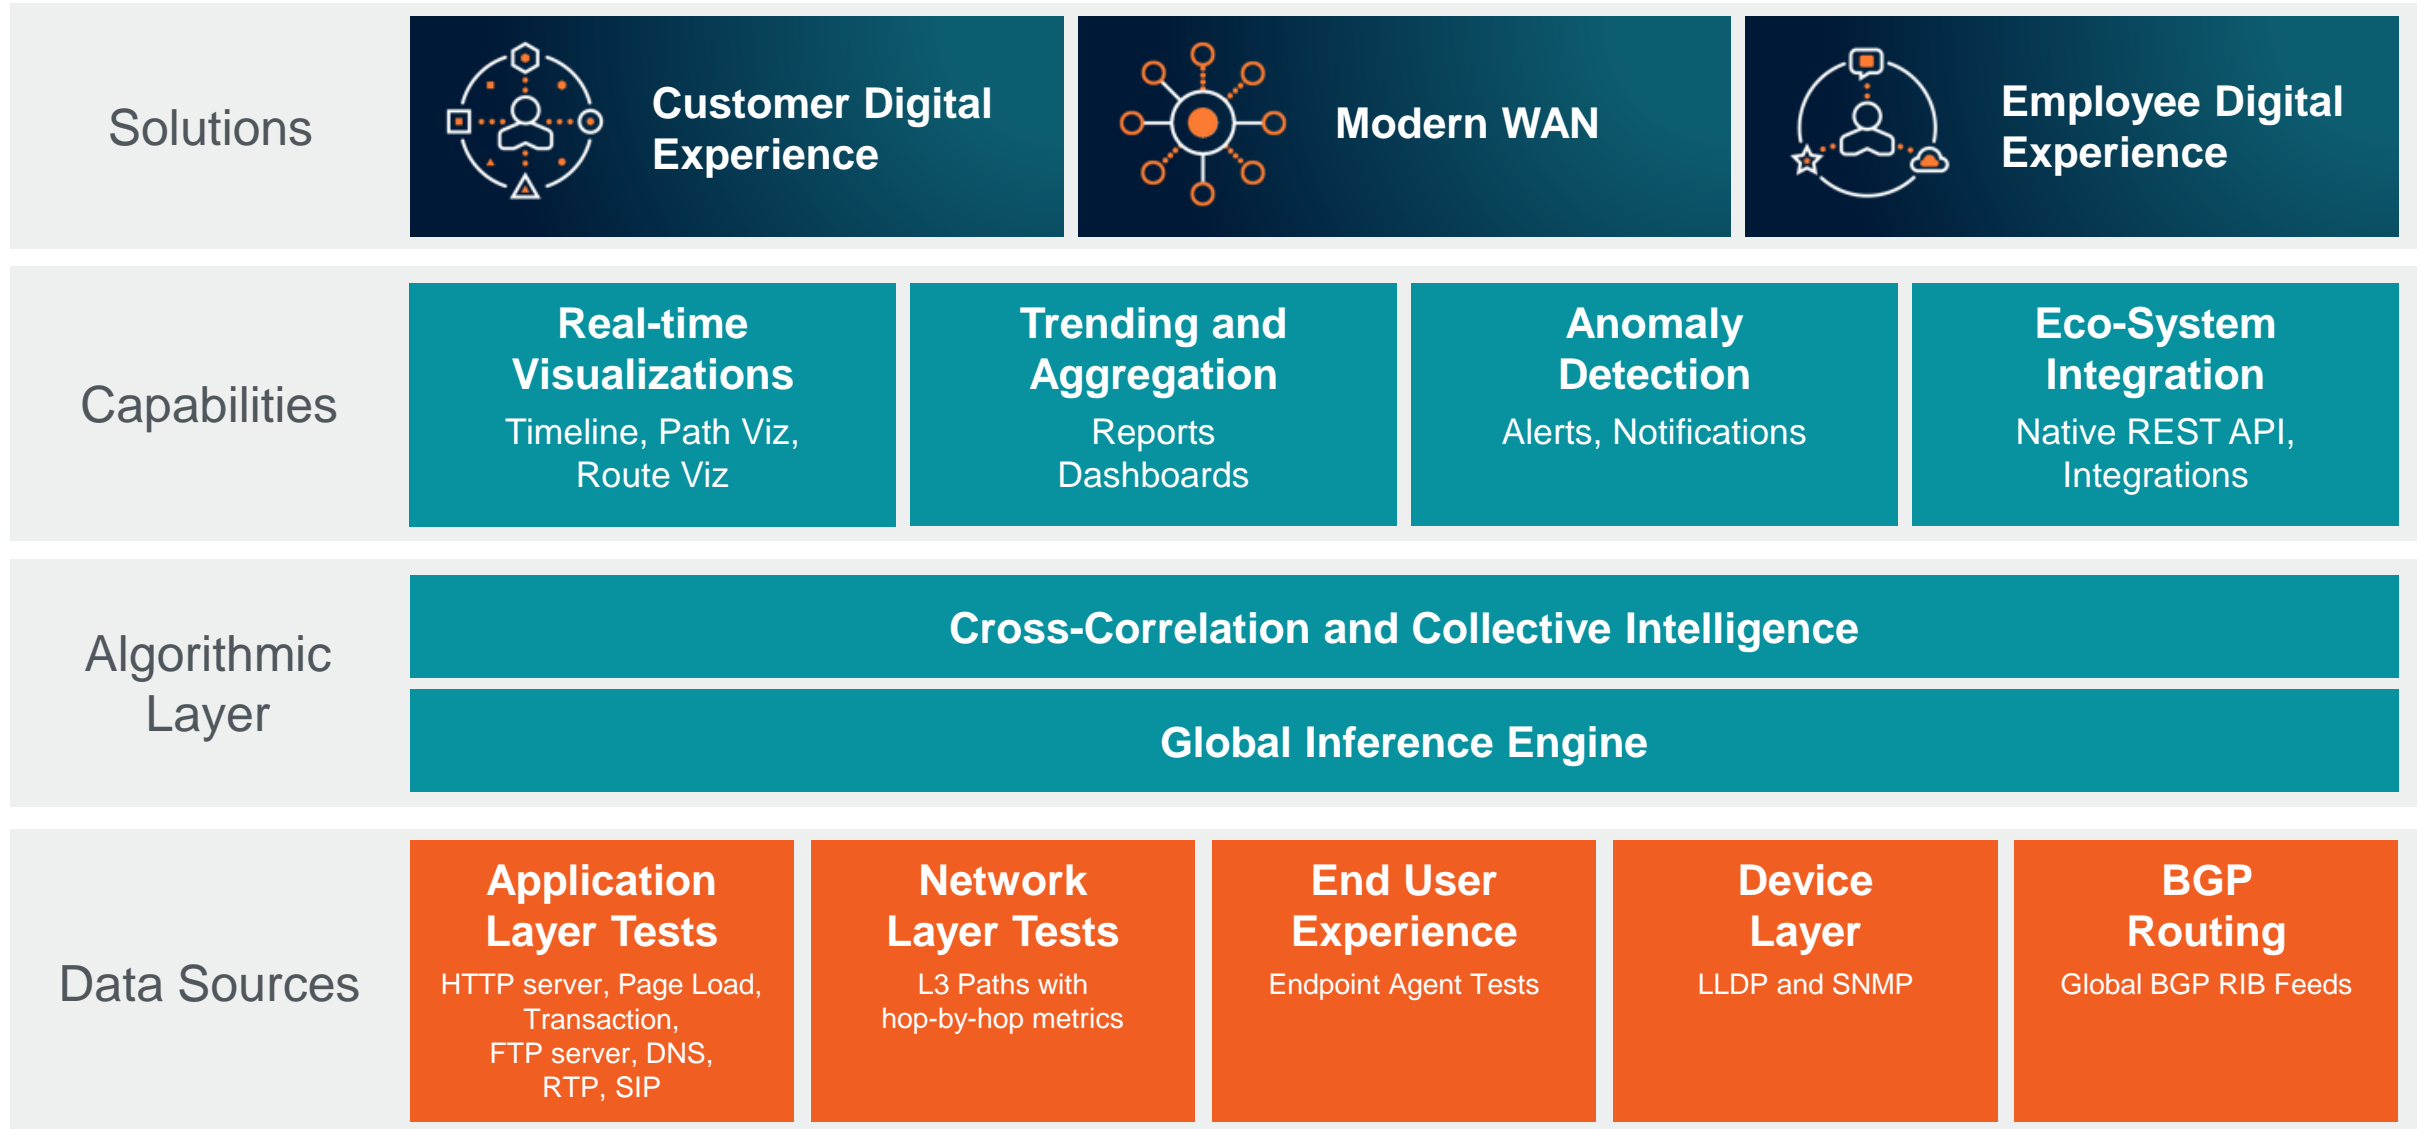 Solutions
Customer Digital
Experience
Modern WAN
Employee Digital
Experience
Capabilities
Real-time
Visualizations
Timeline, Path Viz,
Route Viz
Trending and
Aggregation
Reports
Dashboards
Anomaly
Detection
Alerts, Notifications
Eco-System
Integration
Native REST API,
Integrations
Algorithmic
Layer
Cross-Correlation and Collective Intelligence
Global Inference Engine
Data Sources
Application
Layer Tests
HTTP server, Page Load,
Transaction,
FTP server, DNS,
RTP, SIP
Network
Layer Tests
L3 Paths with
hop-by-hop metrics
End User
Experience
Endpoint Agent Tests
Device
Layer
LLDP and SNMP
BGP
Routing
Global BGP RIB Feeds